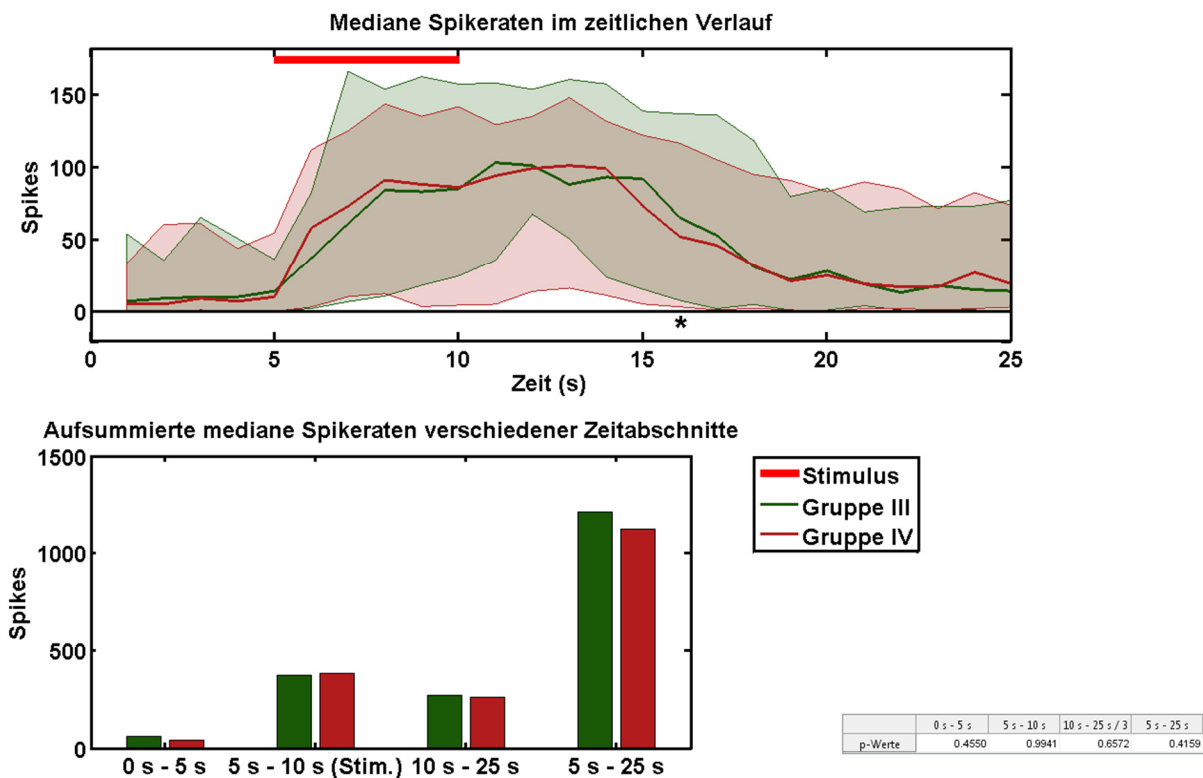 Mediane Spikeraten im zeitlichen Verlauf
150
100
50
0
Spikes
*
0 5 10 15 20 25
Zeit (s)
Aufsummierte mediane Spikeraten verschiedener Zeitabschnitte
1500
1000
500
0
Spikes
0 s - 5 s 5 s - 10 s (Stim.) 10 s - 25 s 5 s - 25 s
Stimulus
Gruppe III
Gruppe IV
0 s - 5 s 5 s - 10 s 10 s - 25 s / 3 5 s - 25 s
p-Werte 0.4550 0.9941 0.6572 0.4159